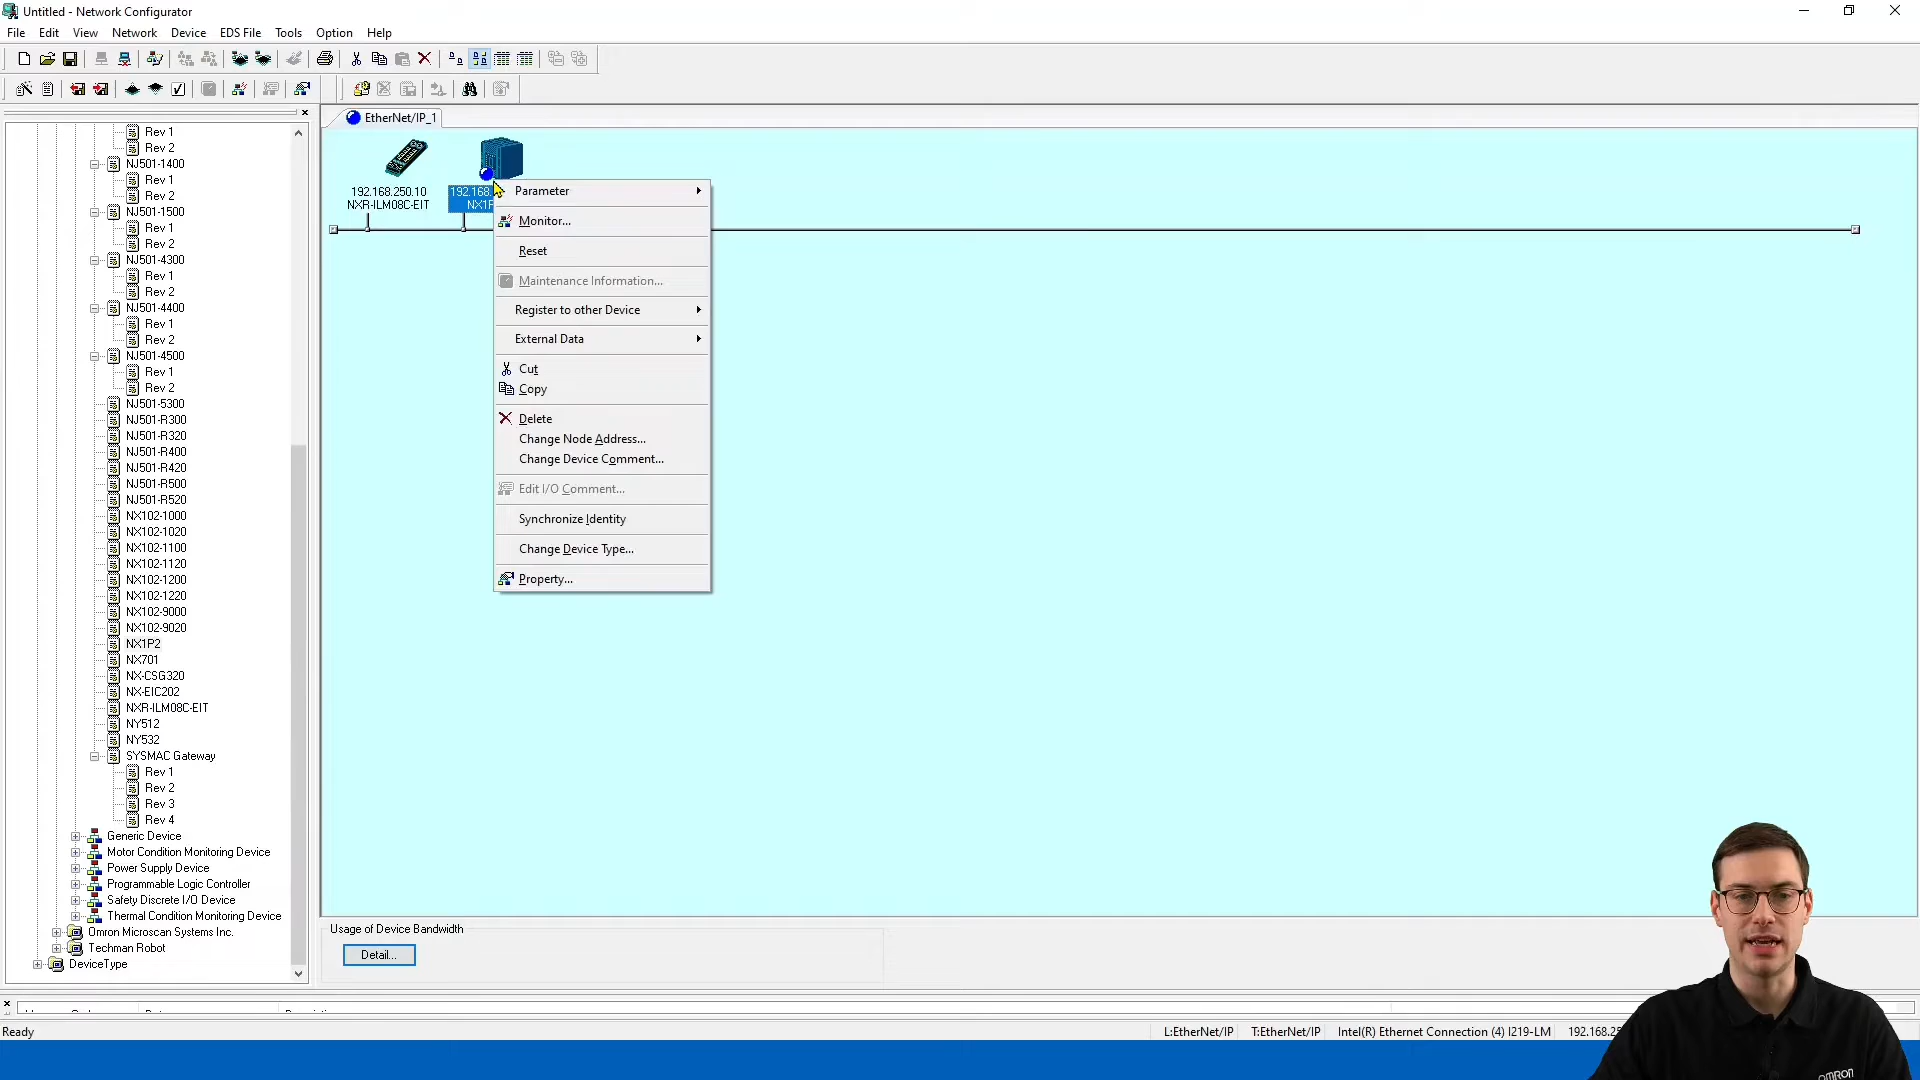 Untitled - Network Configurator
File Edit View Network Device EDS File Tools Option Help
Rev 1
Rev 2
NJ501-1400
Rev 1
Rev 2
NJ501-1500
Rev 1
Rev 2
NJ501-4300
Rev 1
Rev 2
NJ501-4400
Rev 1
Rev 2
NJ501-4500
Rev 1
Rev 2
NJ501-5300
NJ501-R300
NJ501-R320
NJ501-R400
NJ501-R420
NJ501-R500
NJ501-R520
NX102-1000
NX102-1020
NX102-1100
NX102-1120
NX102-1200
NX102-1220
NX102-9000
NX102-9020
NX1P2
NX701
NX-CSG320
NX-EIC202
NXR-ILM08C-EIT
NY512
NY532
SYSMAC Gateway
Rev 1
Rev 2
Rev 3
Rev 4
Generic Device
Motor Condition Monitoring Device
Power Supply Device
Programmable Logic Controller
Safety Discrete I/O Device
Thermal Condition Monitoring Device
Omron Microscan Systems Inc.
Techman Robot
DeviceType
EtherNet/IP_1
192.168.250.10
NXR-ILM08C-EIT
192.168.
NX1P
Parameter
Monitor...
Reset
Maintenance Information...
Register to other Device
External Data
Cut
Copy
Delete
Change Node Address...
Change Device Comment...
Edit I/O Comment...
Synchronize Identity
Change Device Type...
Property...
Usage of Device Bandwidth
Detail...
Ready
L:EtherNet/IP T:EtherNet/IP Intel(R) Ethernet Connection (4) I219-LM 192.168.25
OMRON